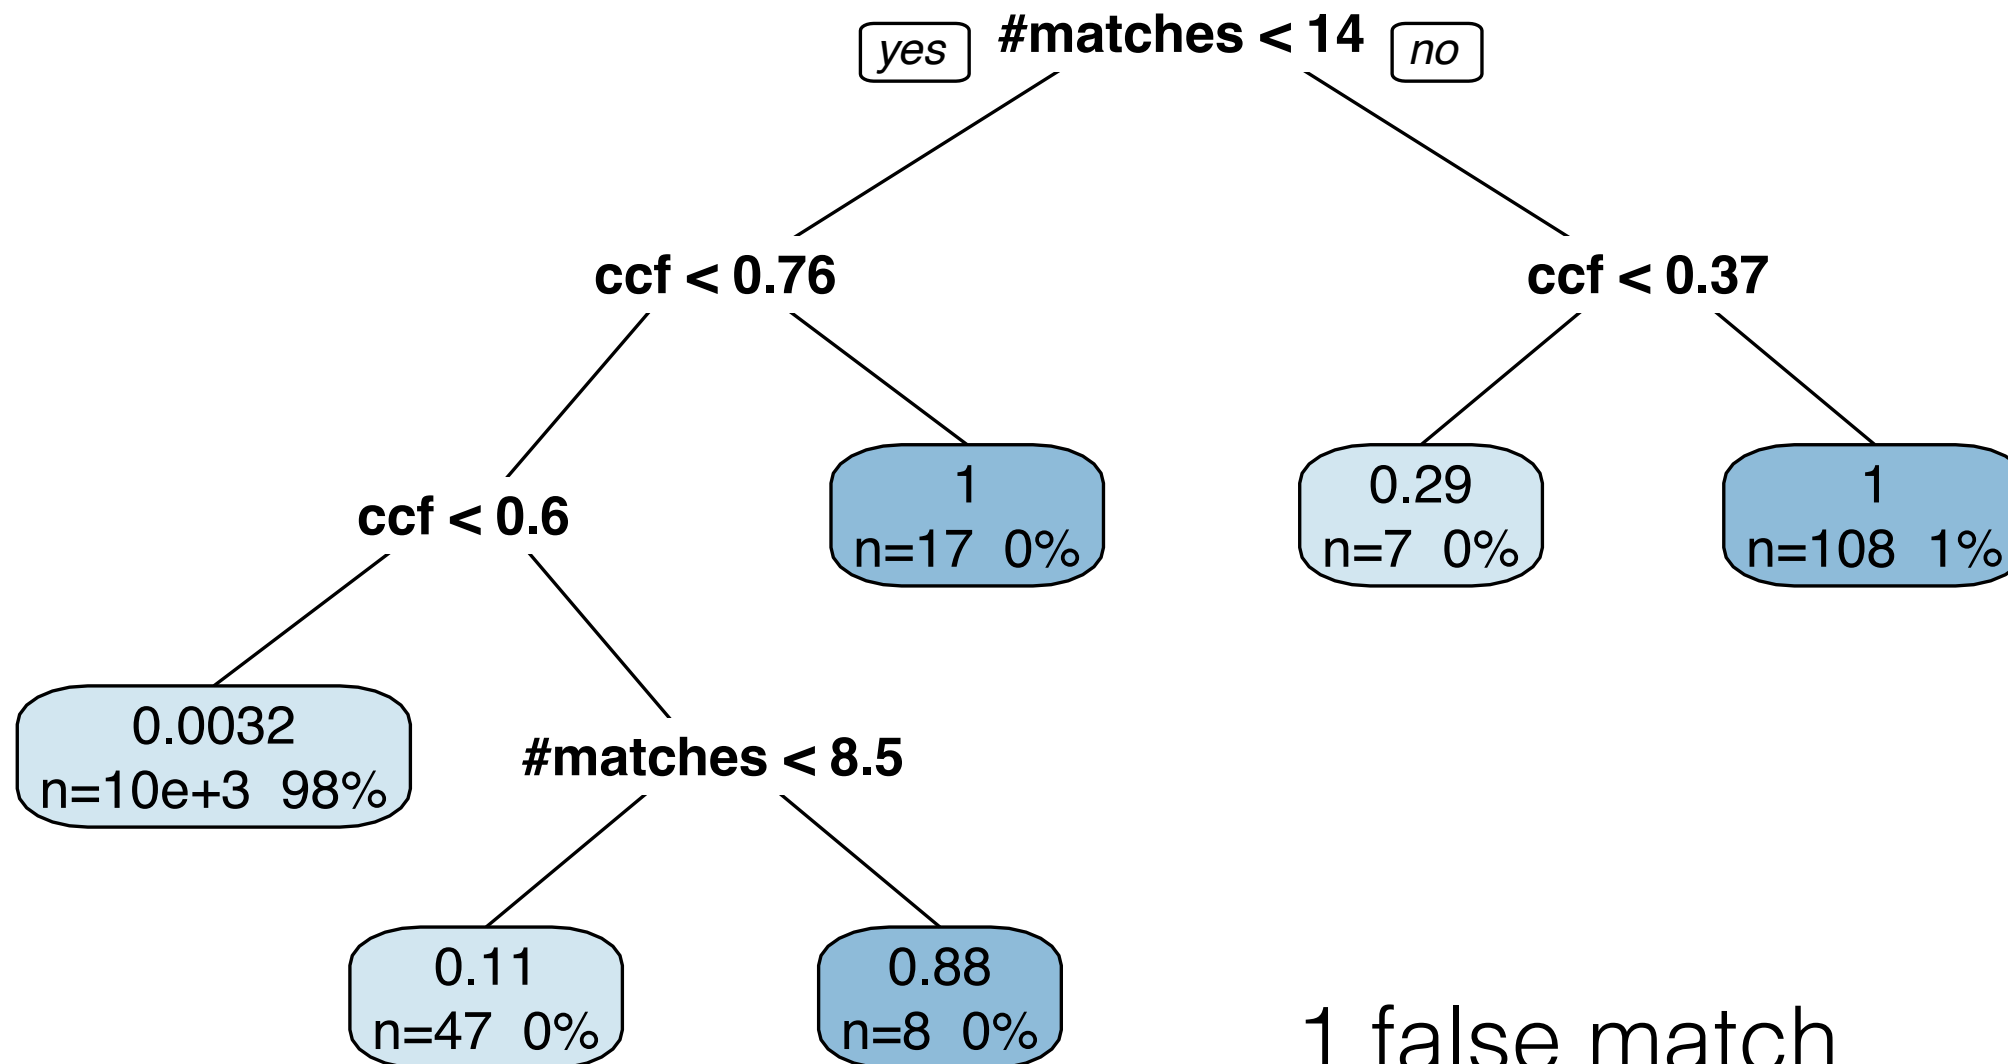 yes #matches < 14 no
ccf < 0.76 ccf < 0.37
1 0.29 1
n=17 0% n=7 0% n=108 1%
ccf < 0.6
0.0032
n=10e+3 98%
#matches < 8.5
0.11 0.88
n=47 0% n=8 0%
1 false match